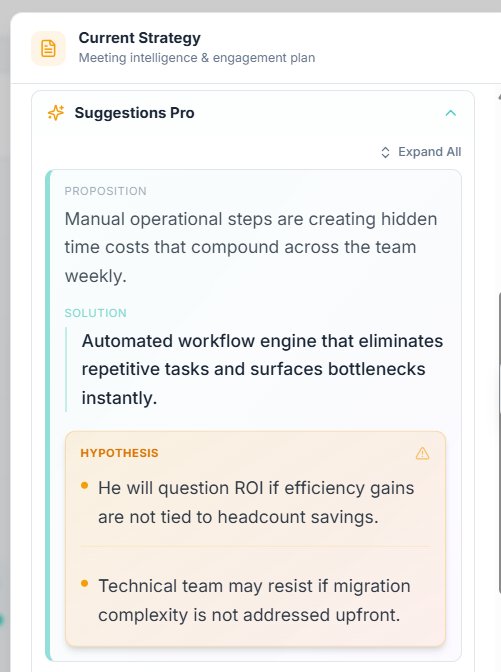 Current Strategy
Meeting intelligence & engagement plan
Suggestions Pro
Expand All
PROPOSITION
Manual operational steps are creating hidden
time costs that compound across the team
weekly.
SOLUTION
Automated workflow engine that eliminates
repetitive tasks and surfaces bottlenecks
instantly.
HYPOTHESIS
He will question ROI if efficiency gains
are not tied to headcount savings.
Technical team may resist if migration
complexity is not addressed upfront.